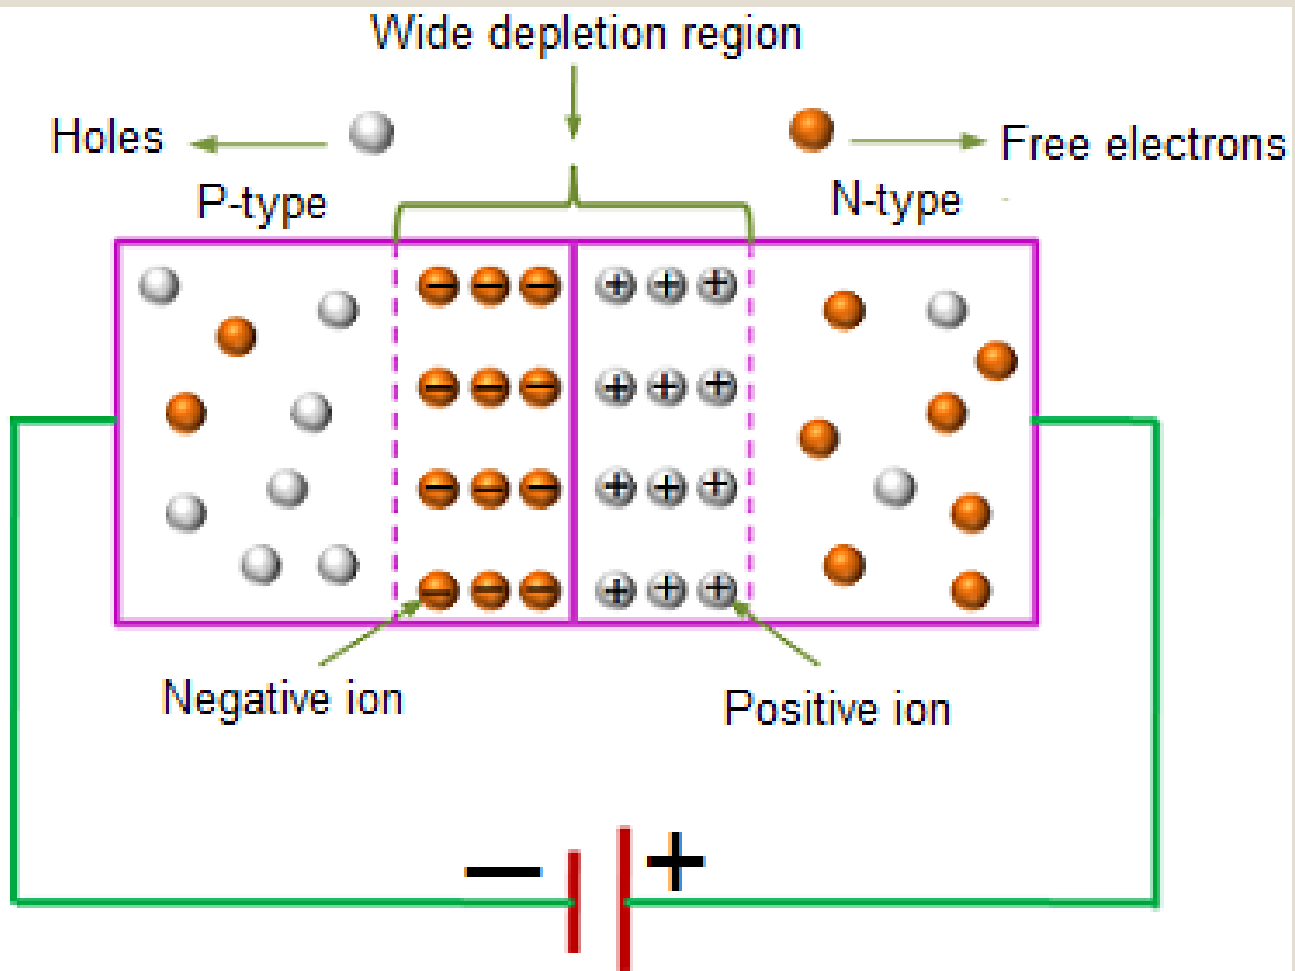 Wide depletion region
Holes
Free electrons
P-type
N-type
− − − + + +
− − − + + +
− − − + + +
− − − + + +
Negative ion
Positive ion
− +